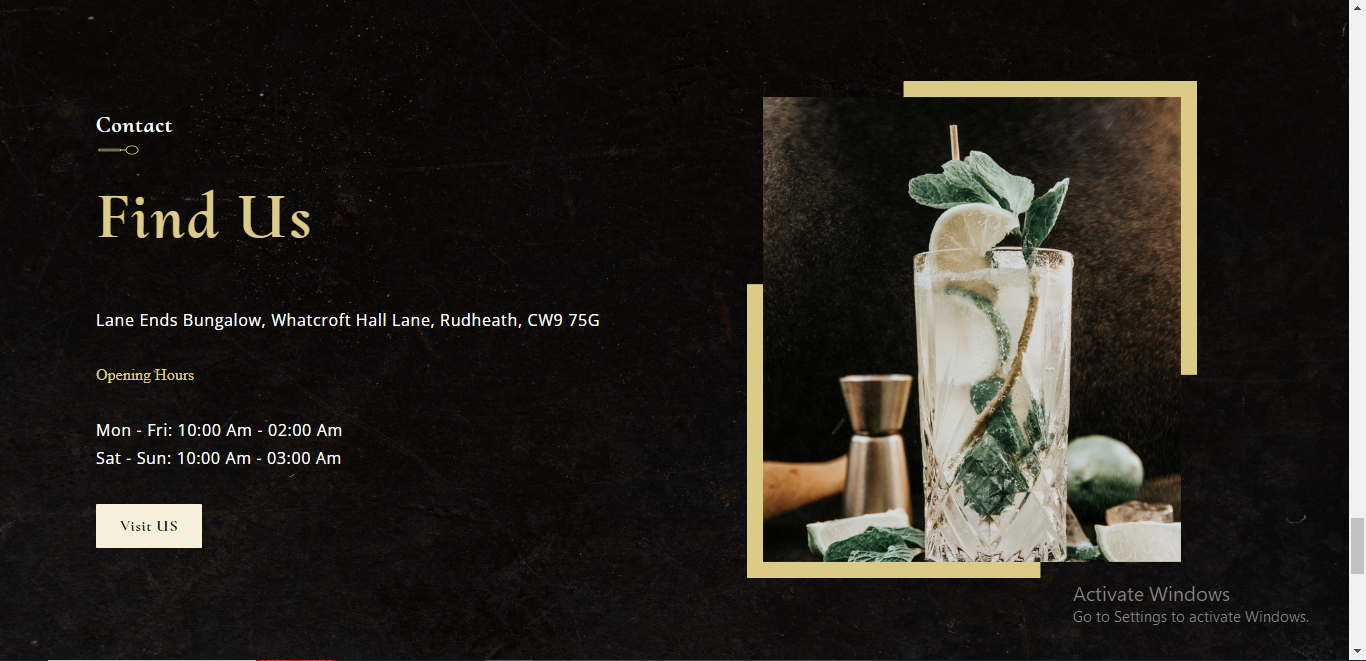 Contact
Find Us
Lane Ends Bungalow, Whatcroft Hall Lane, Rudheath, CW9 75G
Opening Hours
Mon - Fri: 10:00 Am - 02:00 Am
Sat - Sun: 10:00 Am - 03:00 Am
Visit US
Activate Windows
Go to Settings to activate Windows.